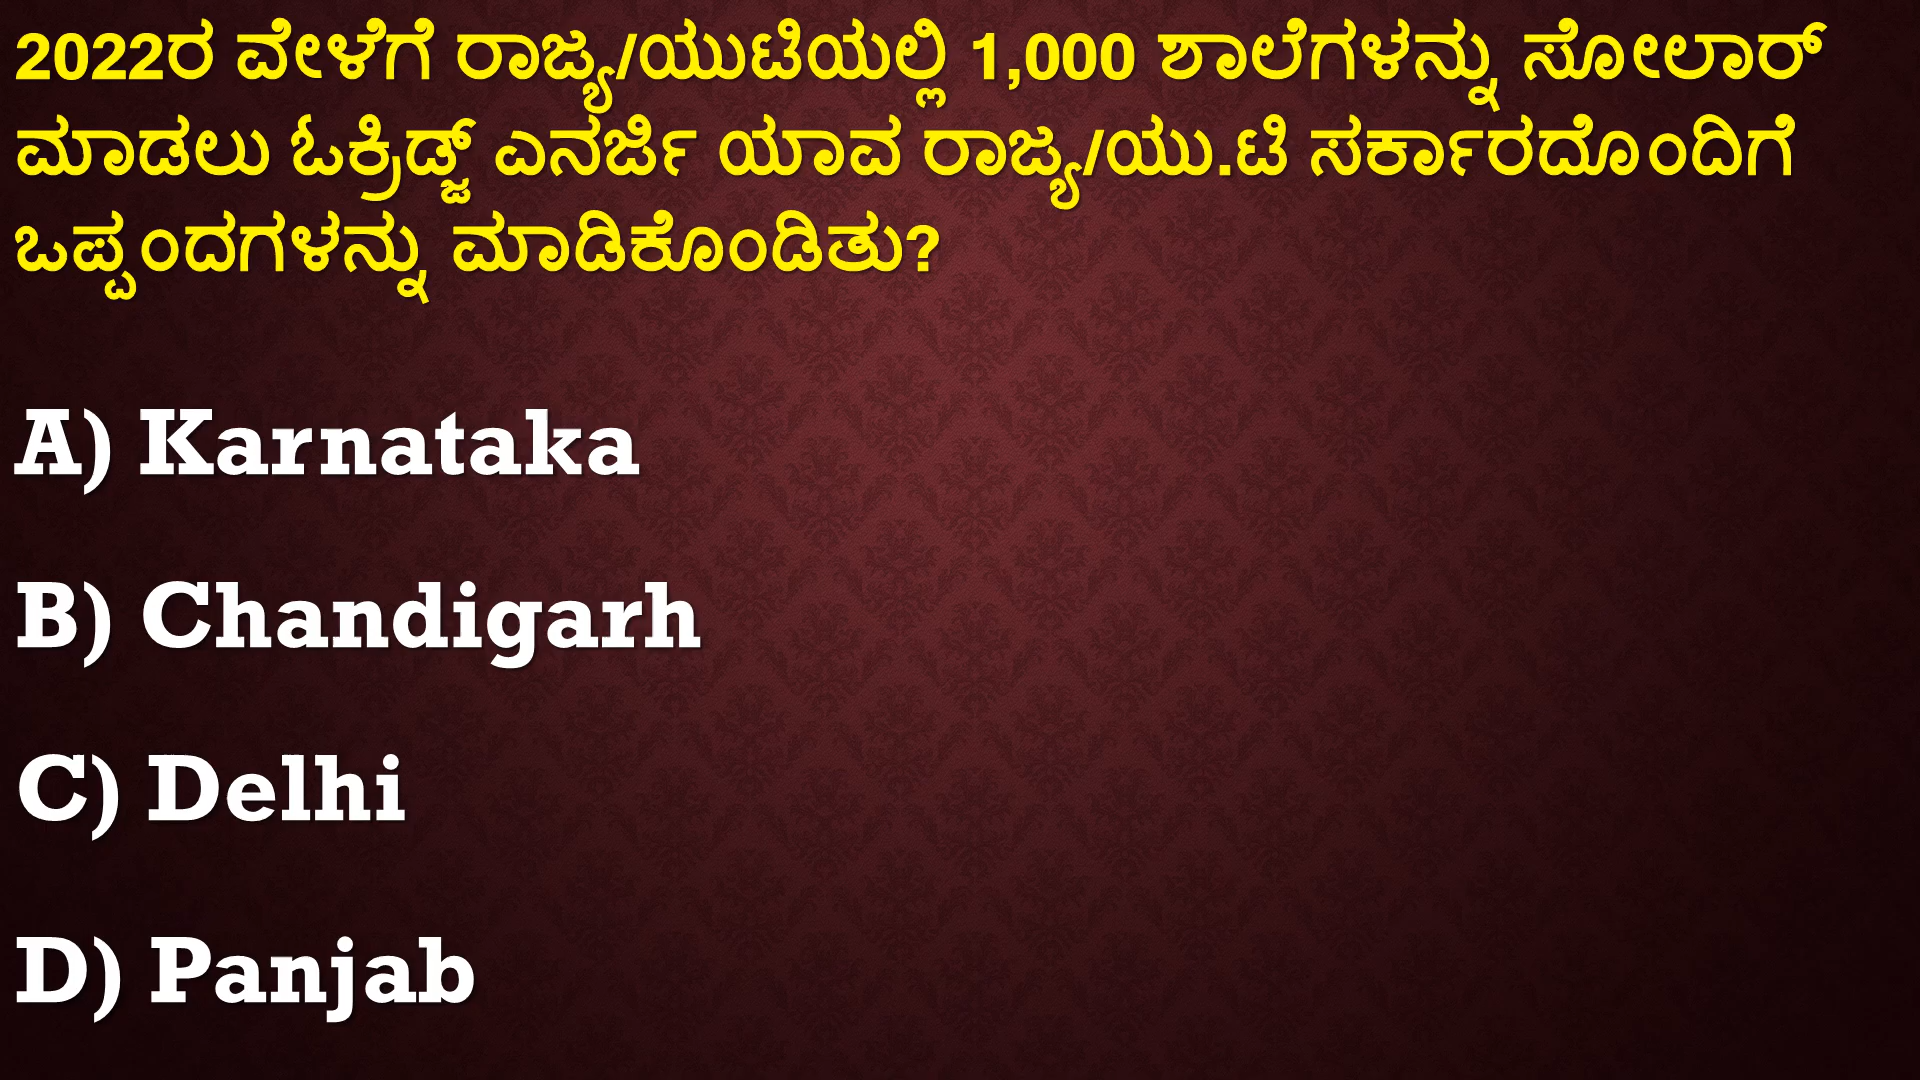 2022ರ ವೇಳೆಗೆ ರಾಜ್ಯ/ಯುಟಿಯಲ್ಲಿ 1,000 ಶಾಲೆಗಳನ್ನು ಸೋಲಾರ್
ಮಾಡಲು ಓಕ್ರಿಡ್ಜ್ ಎನರ್ಜಿ ಯಾವ ರಾಜ್ಯ/ಯು.ಟಿ ಸರ್ಕಾರದೊಂದಿಗೆ
ಒಪ್ಪಂದಗಳನ್ನು ಮಾಡಿಕೊಂಡಿತು?
A) Karnataka
B) Chandigarh
C) Delhi
D) Panjab